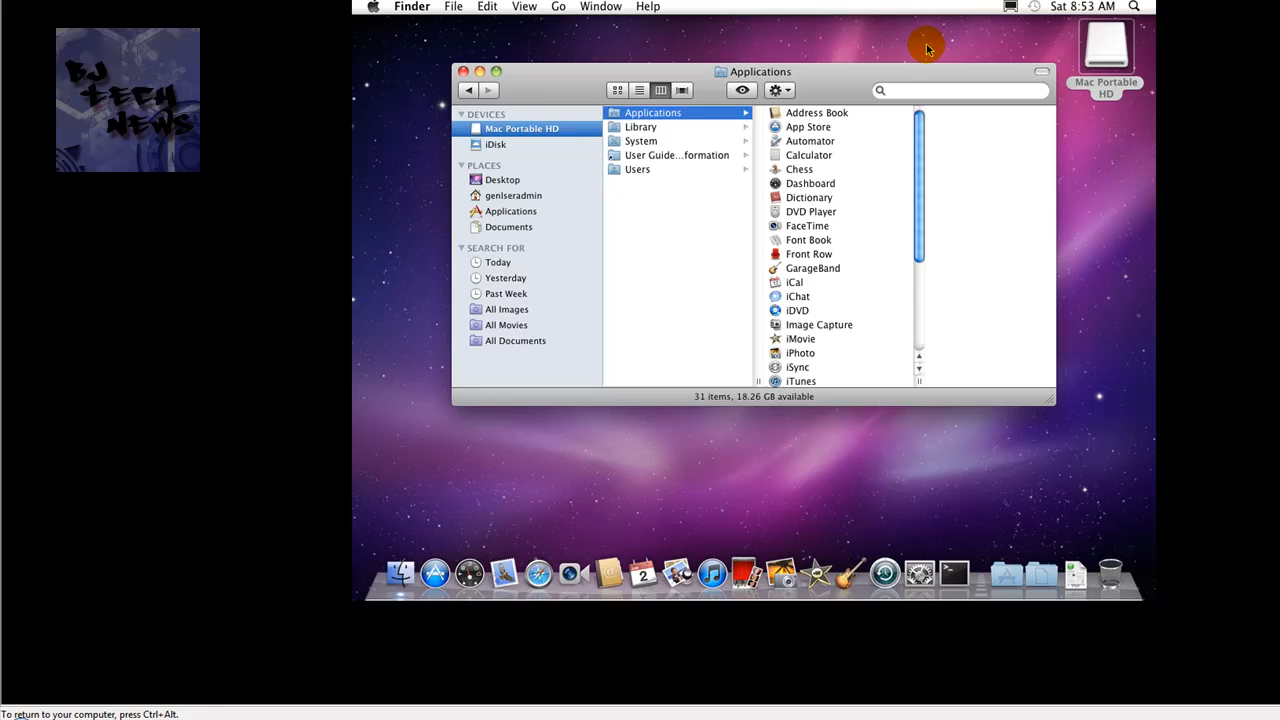 Finder File Edit View Go Window Help Sat 8:53 AM
BJ
TECH
NEWS
Mac Portable
HD
Applications
DEVICES
Mac Portable HD
iDisk
PLACES
Desktop
genlseradmin
Applications
Documents
SEARCH FOR
Today
Yesterday
Past Week
All Images
All Movies
All Documents
Applications
Library
System
User Guide...formation
Users
Address Book
App Store
Automator
Calculator
Chess
Dashboard
Dictionary
DVD Player
FaceTime
Font Book
Front Row
GarageBand
iCal
iChat
iDVD
Image Capture
iMovie
iPhoto
iSync
iTunes
31 items, 18.26 GB available
2
To return to your computer, press Ctrl+Alt.